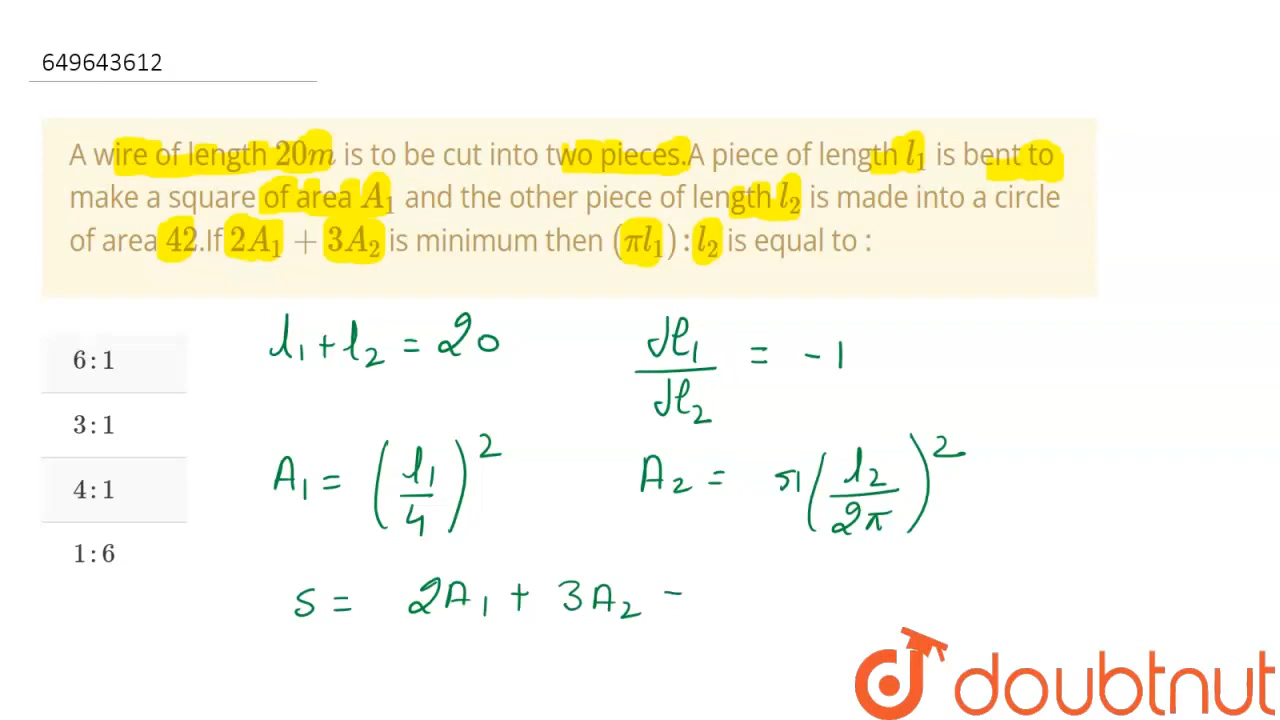 649643612
A wire of length 20m is to be cut into two pieces.A piece of length l₁ is bent to
make a square of area A₁ and the other piece of length l₂ is made into a circle
of area 42.If 2A₁ + 3A₂ is minimum then (πl₁) : l₂ is equal to :
6 : 1
3 : 1
4 : 1
1 : 6
l₁ + l₂ = 20
dl₁/dl₂ = -1
A₁ = (l₁/4)²
A₂ = π(l₂/2π)²
S = 2A₁ + 3A₂ -
doubtnut